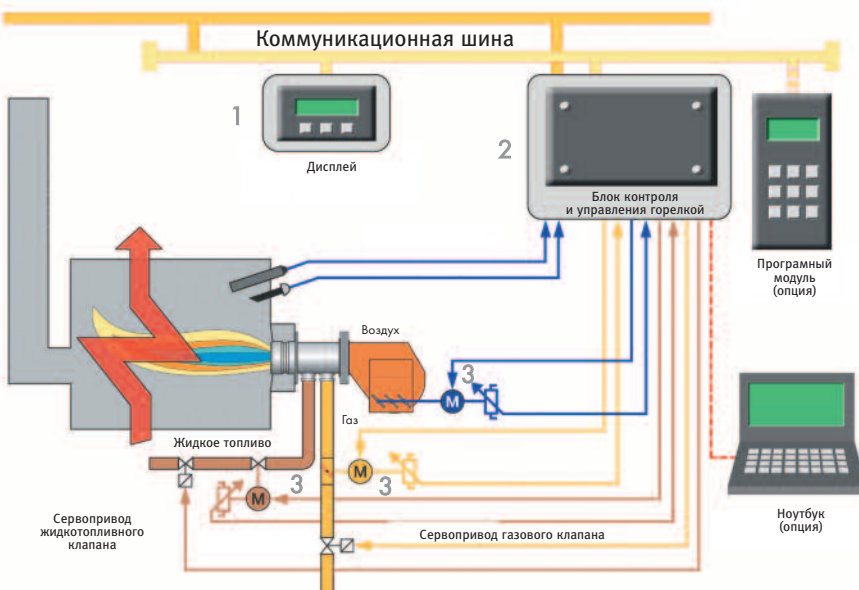 Коммуникационная шина
1
Дисплей
2
Блок контроля
и управления горелкой
Програмный
модуль
(опция)
Воздух
3
М
Газ
Жидкое топливо
М
3
3
М
Сервопривод
жидкотопливного
клапана
Сервопривод газового клапана
Ноутбук
(опция)